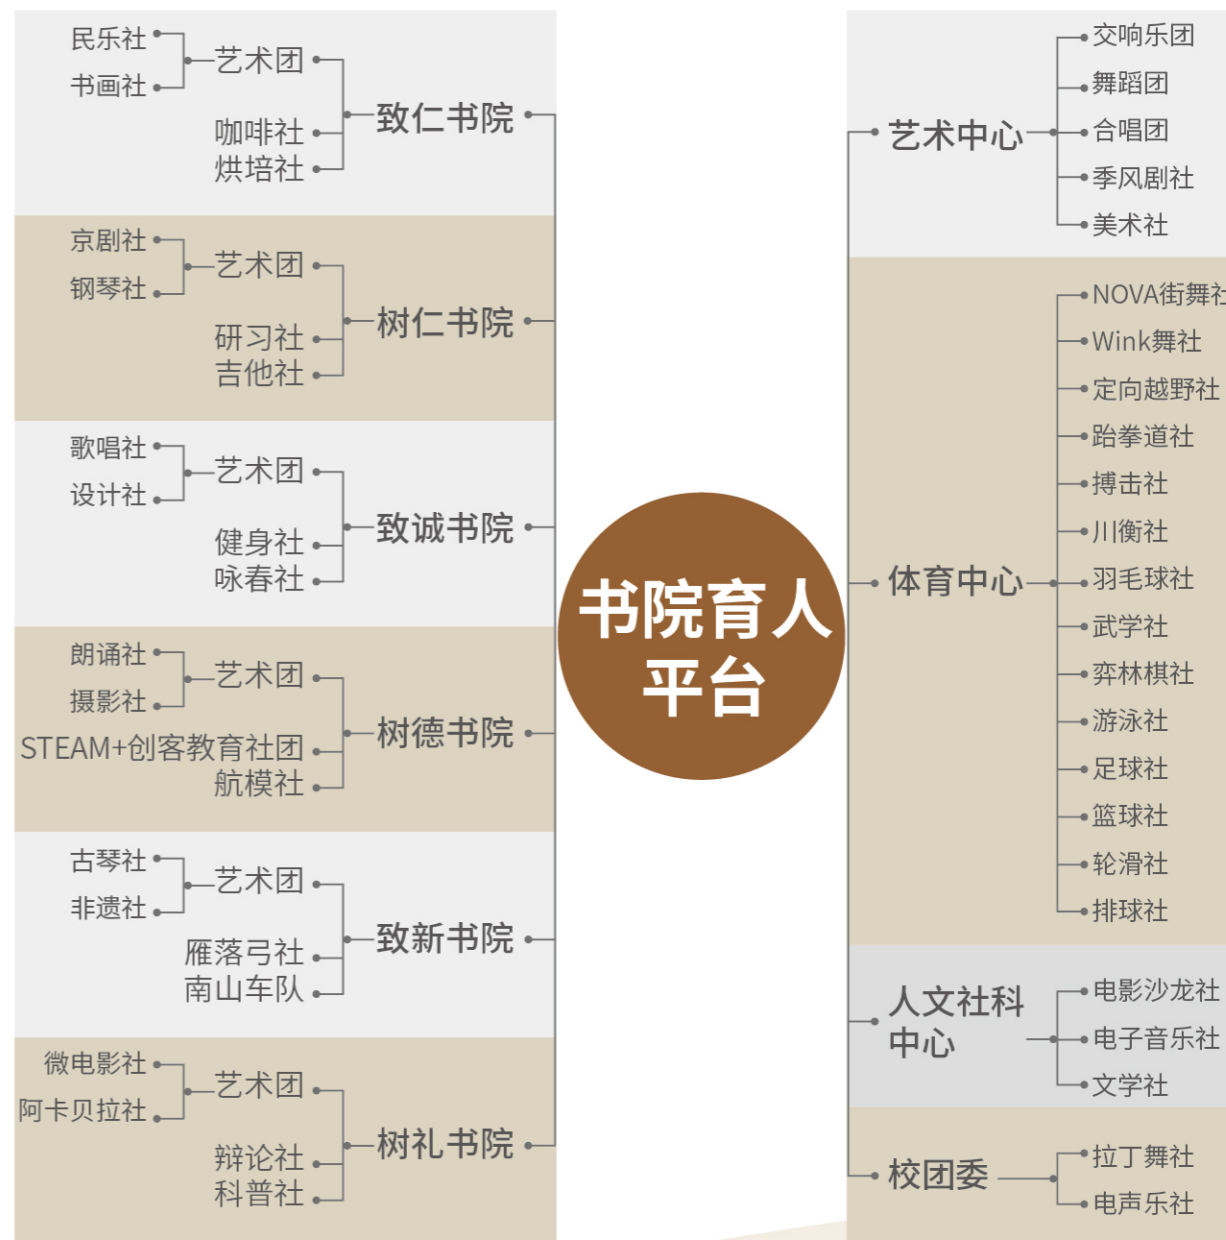 民乐社
书画社
艺术团
咖啡社
烘培社
致仁书院
京剧社
钢琴社
艺术团
研习社
吉他社
树仁书院
歌唱社
设计社
艺术团
健身社
咏春社
致诚书院
朗诵社
摄影社
艺术团
STEAM+创客教育社团
航模社
树德书院
古琴社
非遗社
艺术团
雁落弓社
南山车队
致新书院
微电影社
阿卡贝拉社
艺术团
辩论社
科普社
树礼书院
书院育人
平台
艺术中心
交响乐团
舞蹈团
合唱团
季风剧社
美术社
体育中心
NOVA街舞社
Wink舞社
定向越野社
跆拳道社
搏击社
川衡社
羽毛球社
武学社
弈林棋社
游泳社
足球社
篮球社
轮滑社
排球社
人文社科
中心
电影沙龙社
电子音乐社
文学社
校团委
拉丁舞社
电声乐社